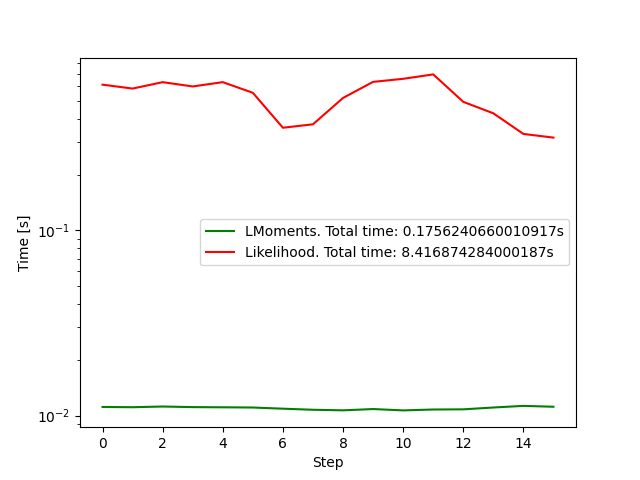 Time [s]
10⁻¹
10⁻²
LMoments. Total time: 0.1756240660010917s
Likelihood. Total time: 8.416874284000187s
0 2 4 6 8 10 12 14
Step